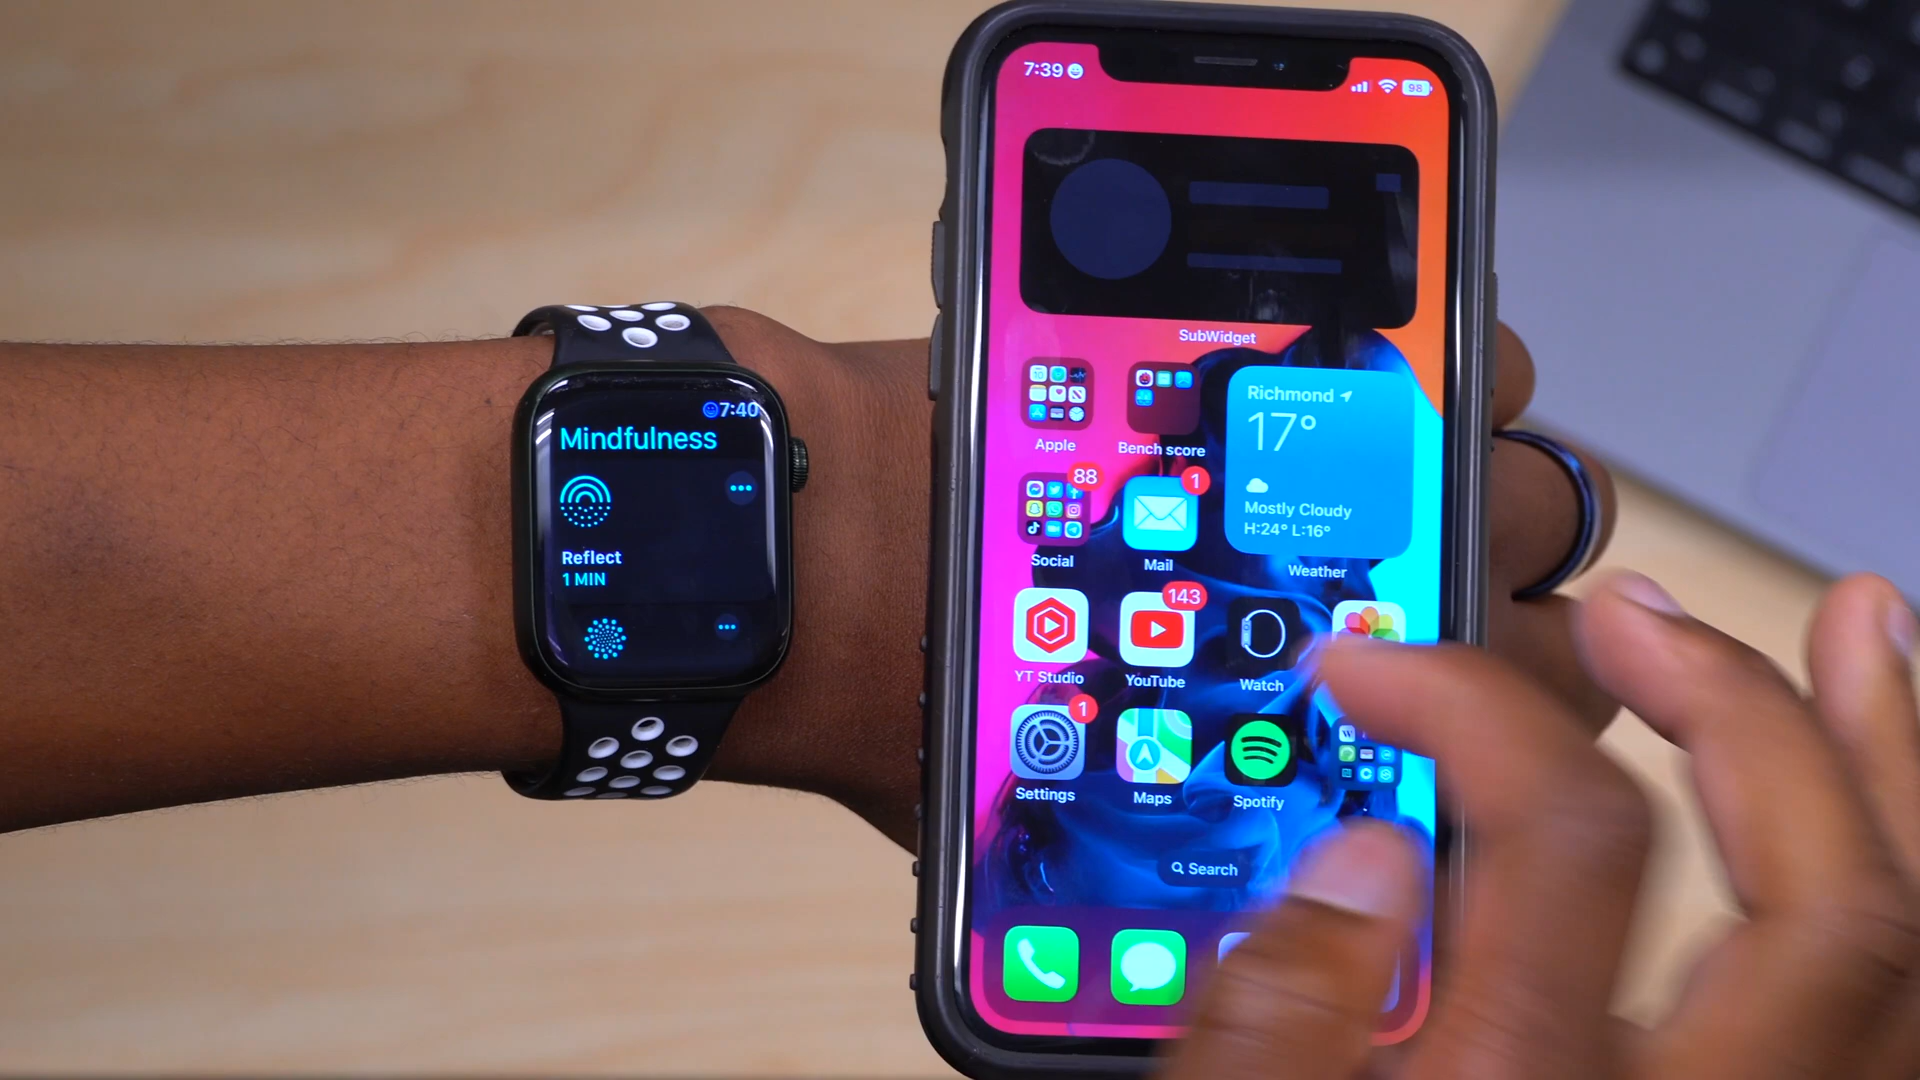 7:40
Mindfulness
Reflect
1 MIN
7:39
98
SubWidget
Apple
Bench score
Richmond
17°
Mostly Cloudy
H:24° L:16°
Weather
88
Social
1
Mail
YT Studio
143
YouTube
Watch
1
Settings
Maps
Spotify
Search